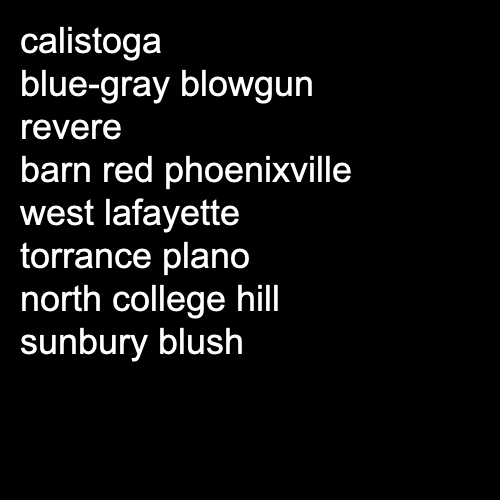 calistoga
blue-gray blowgun
revere
barn red phoenixville
west lafayette
torrance plano
north college hill
sunbury blush